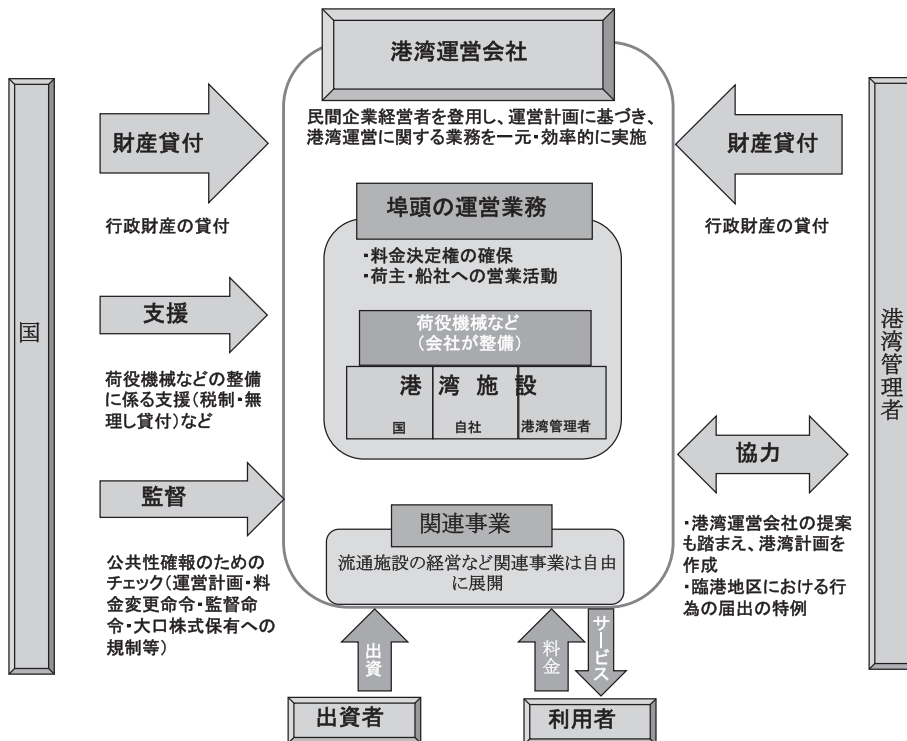 港湾運営会社
民間企業経営者を登用し、運営計画に基づき、
港湾運営に関する業務を一元・効率的に実施
国
財産貸付
行政財産の貸付
支援
荷役機械などの整備
に係る支援(税制・無
理し貸付)など
監督
公共性確報のためのの
チェック(運営計画・料
金変更命令・監督命
令・大口株式保有への
規制等)
埠頭の運営業務
・料金決定権の確保
・荷主・船社への営業活動
荷役機械など
(会社が整備)
港湾施設
国 自社 港湾管理者
関連事業
流通施設の経営など関連事業は自由
に展開
財産貸付
行政財産の貸付
協力
・港湾運営会社の提案
も踏まえ、港湾計画を
作成
・臨港地区における行
為の届出の特例
港湾管理者
出資
料金
サービス
出資者
利用者